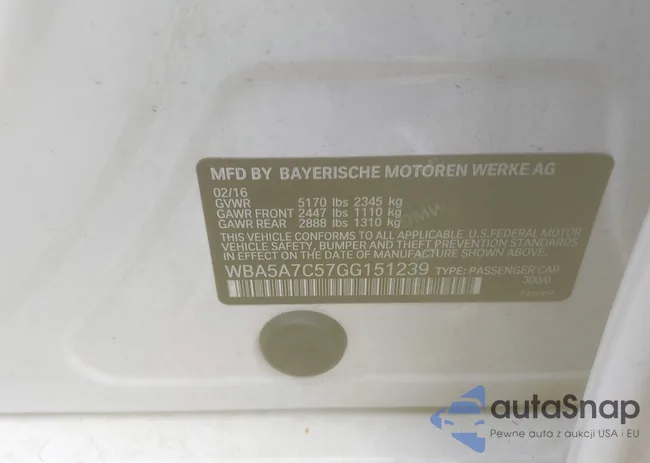 MFD BY BAYERISCHE MOTOREN WERKE AG
02/16
GVWR 5170 lbs 2345 kg
GAWR FRONT 2447 lbs 1110 kg
GAWR REAR 2888 lbs 1310 kg
THIS VEHICLE CONFORMS TO ALL APPLICABLE U.S.FEDERAL MOTOR
VEHICLE SAFETY, BUMPER AND THEFT PREVENTION STANDARDS
IN EFFECT ON THE DATE OF MANUFACTURE SHOWN ABOVE.
WBA5A7C57GG151239 TYPE: PASSENGER CAR
300/0
autaSnap
Pewne auta z aukcji USA i EU